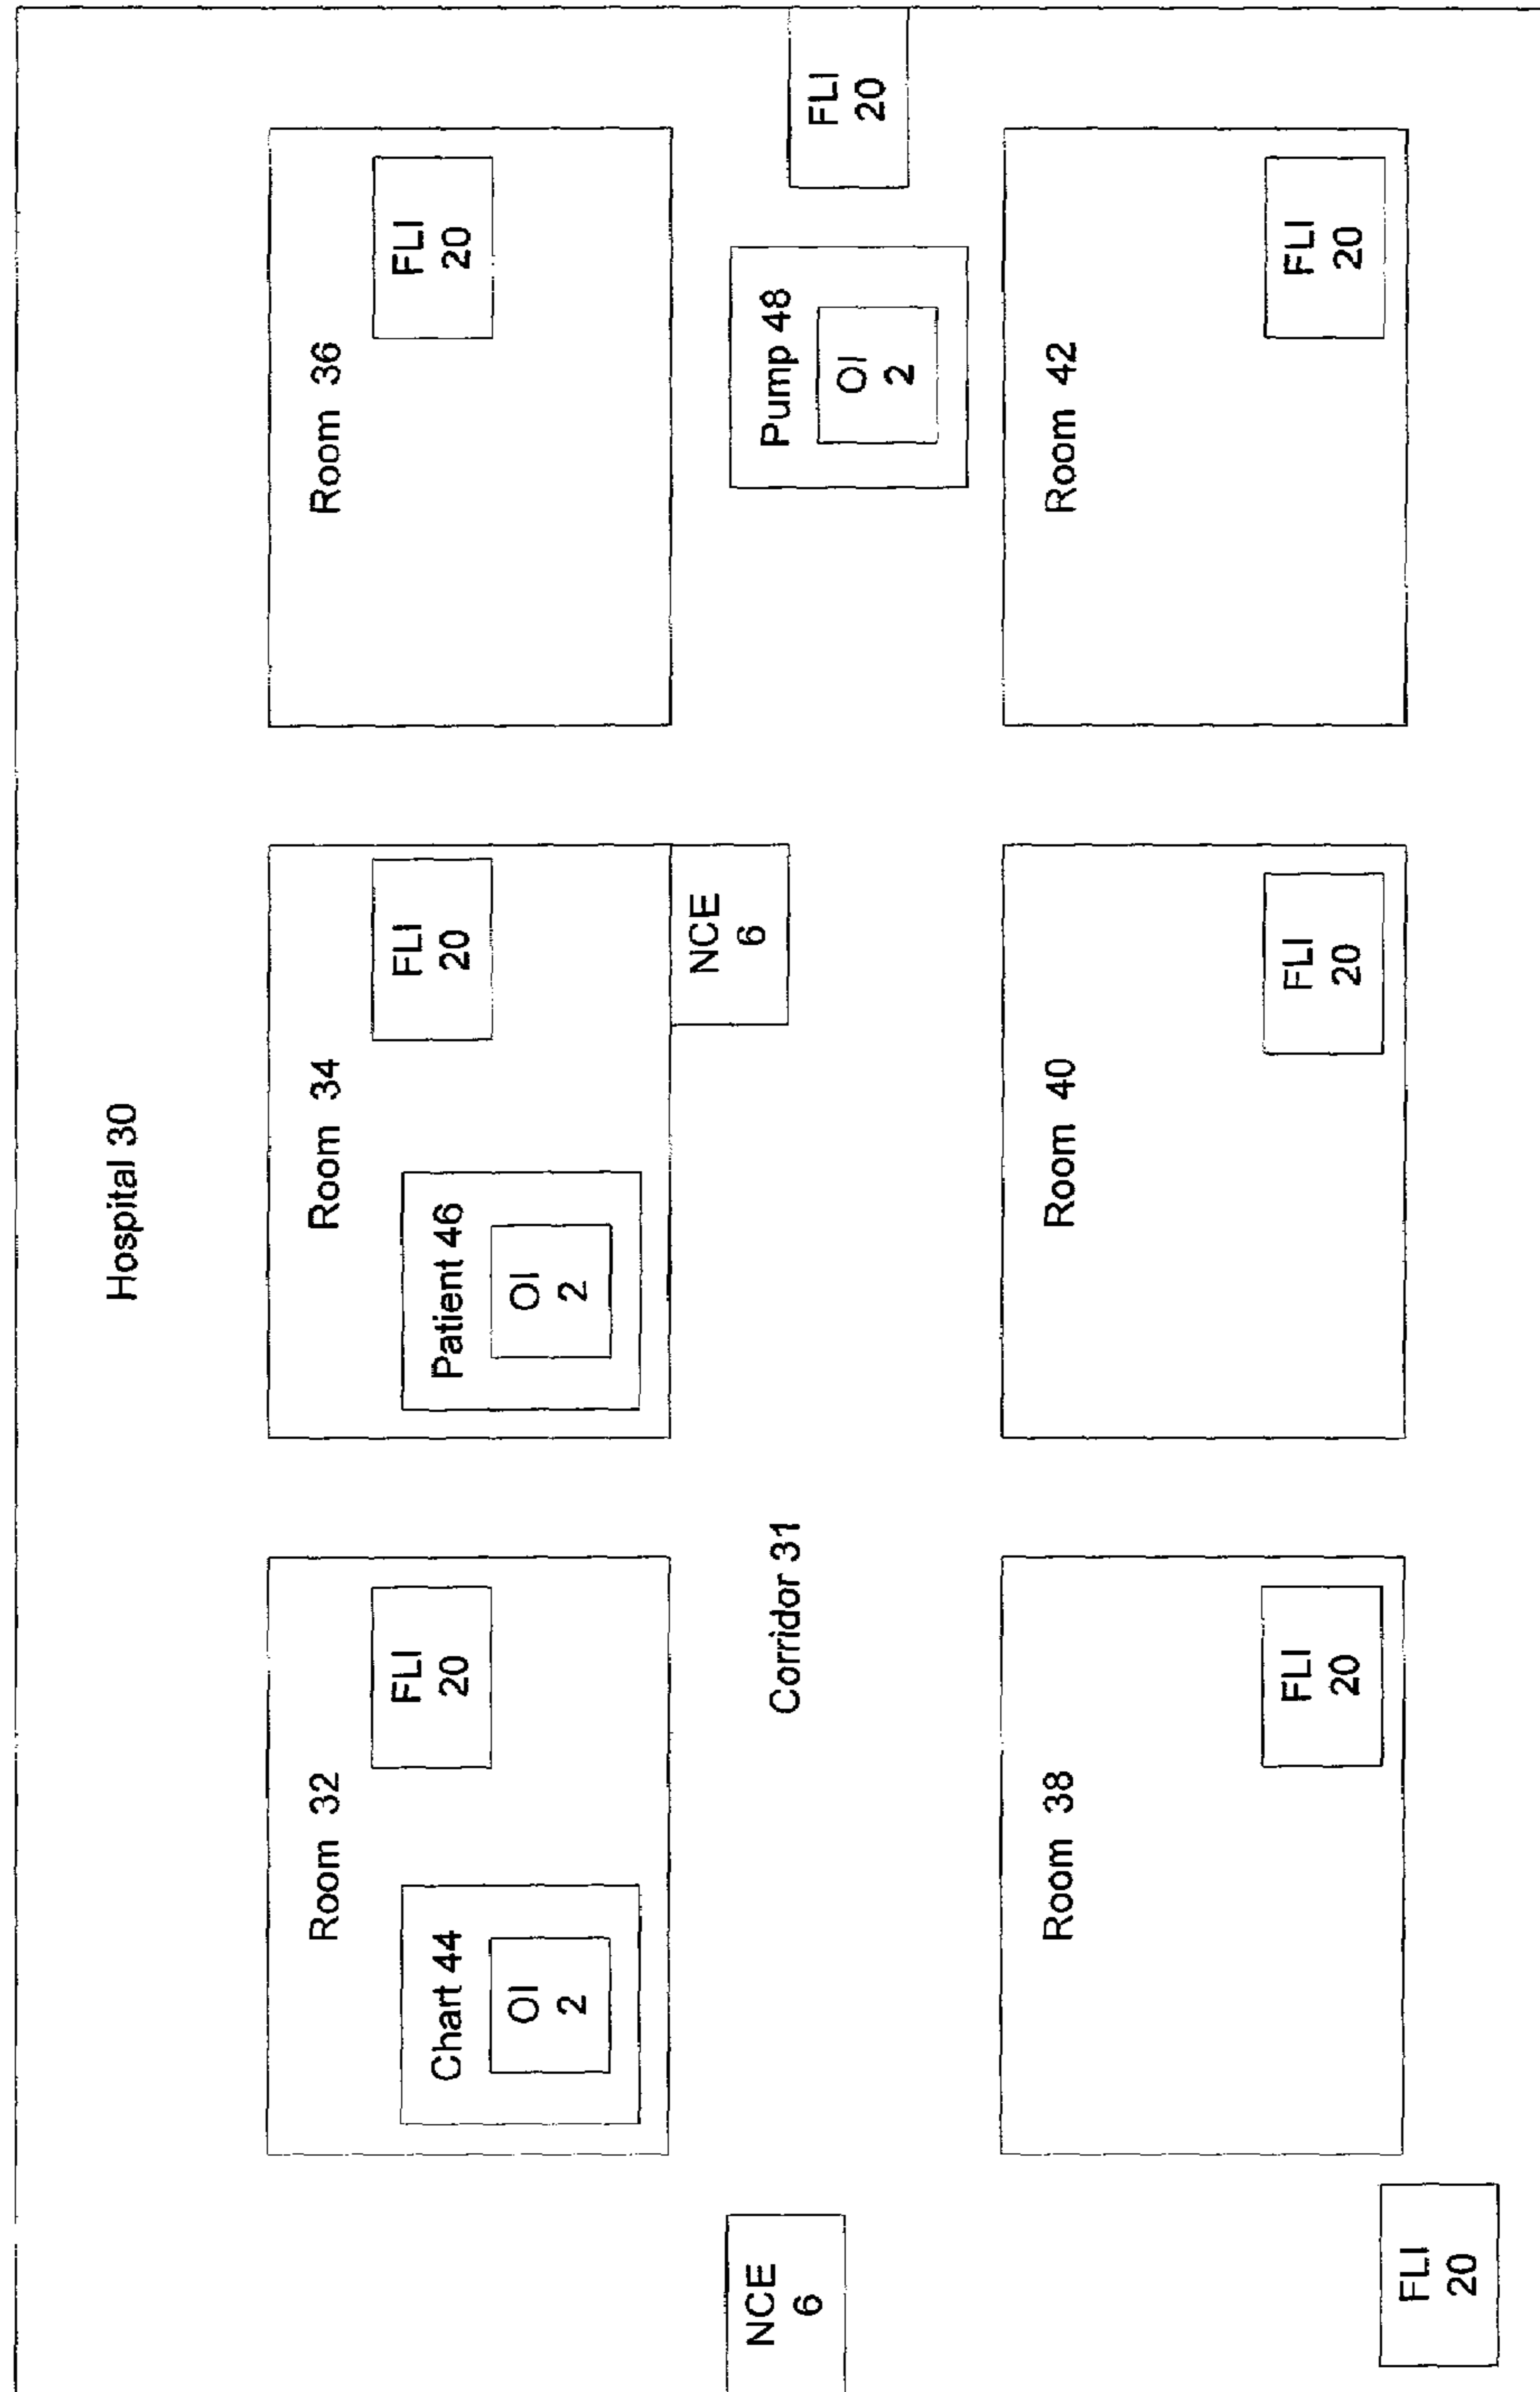 Hospital 30
Room 32
FLI
20
Chart 44
OI
2
Room 34
FLI
20
Patient 46
OI
2
Room 36
FLI
20
NCE
6
NCE
6
Corridor 31
Pump 48
OI
2
FLI
20
Room 38
FLI
20
Room 40
FLI
20
Room 42
FLI
20
FLI
20